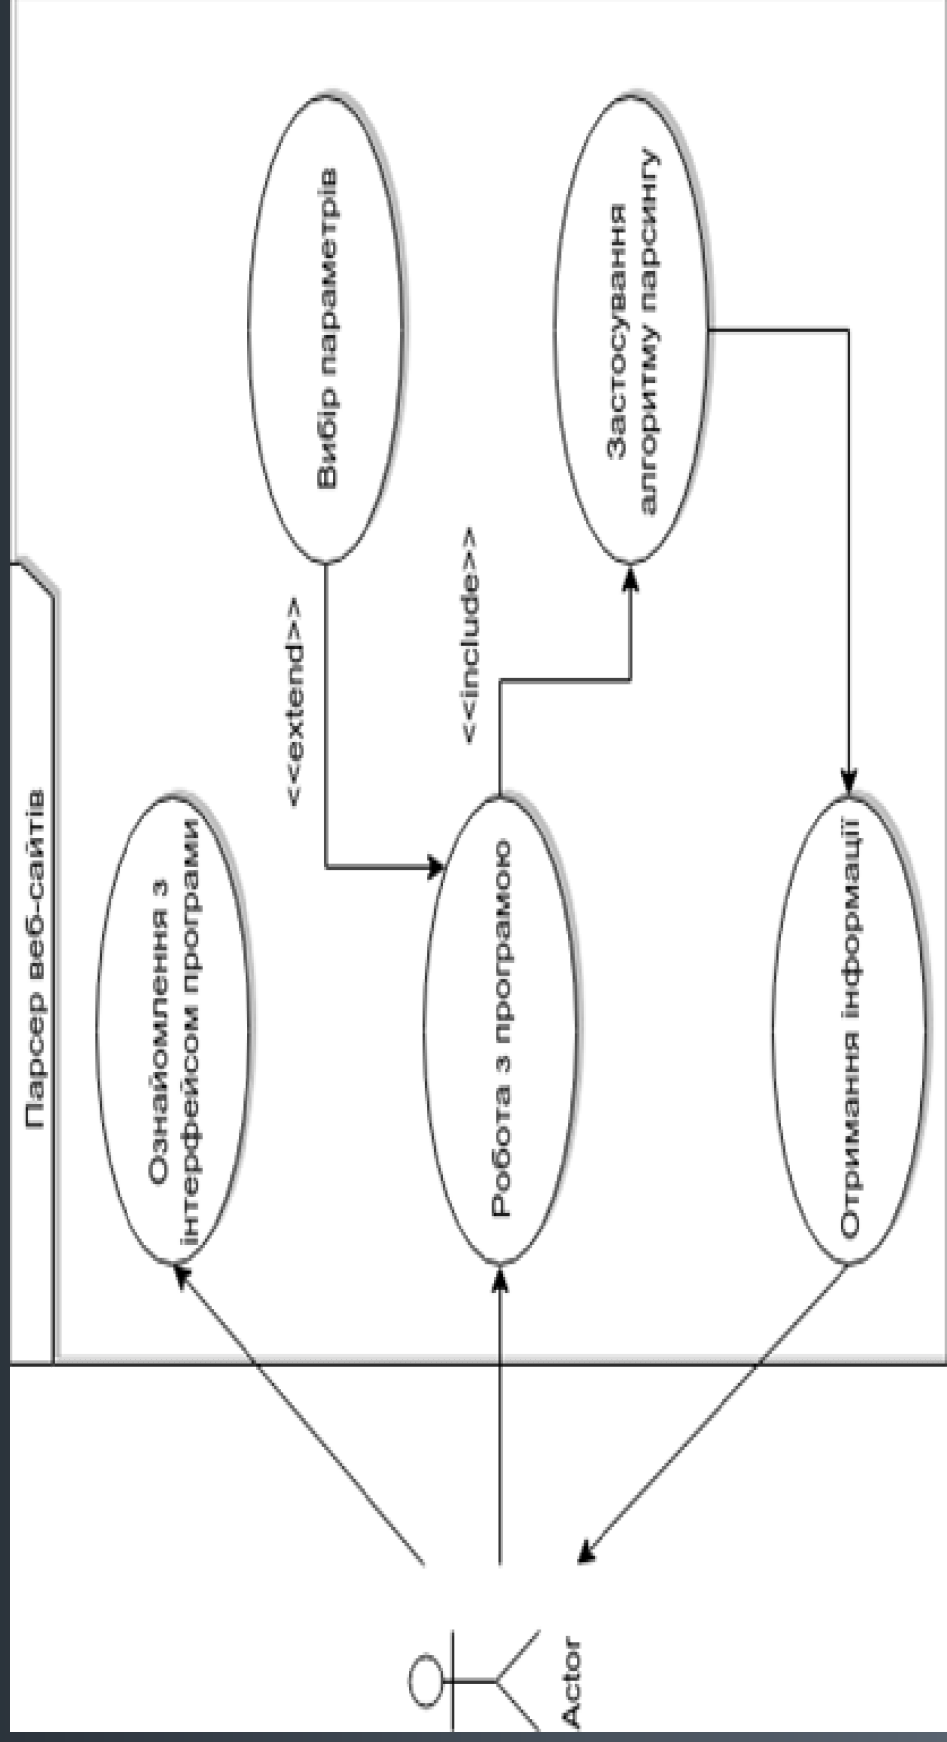 Парсер веб-сайтів
Ознайомлення з
інтерфейсом програми
<<extend>>
Вибір параметрів
Actor
Робота з програмою
<<include>>
Застосування
алгоритму парсингу
Отримання інформації